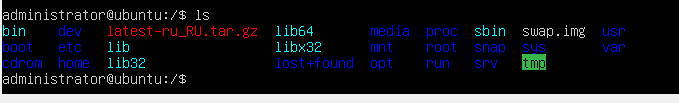 administrator@ubuntu:/$ ls
bin dev latest-ru_RU.tar.gz lib64 media proc sbin swap.img usr
boot etc lib libx32 mnt root snap sys var
cdrom home lib32 lost+found opt run srv tmp
administrator@ubuntu:/$